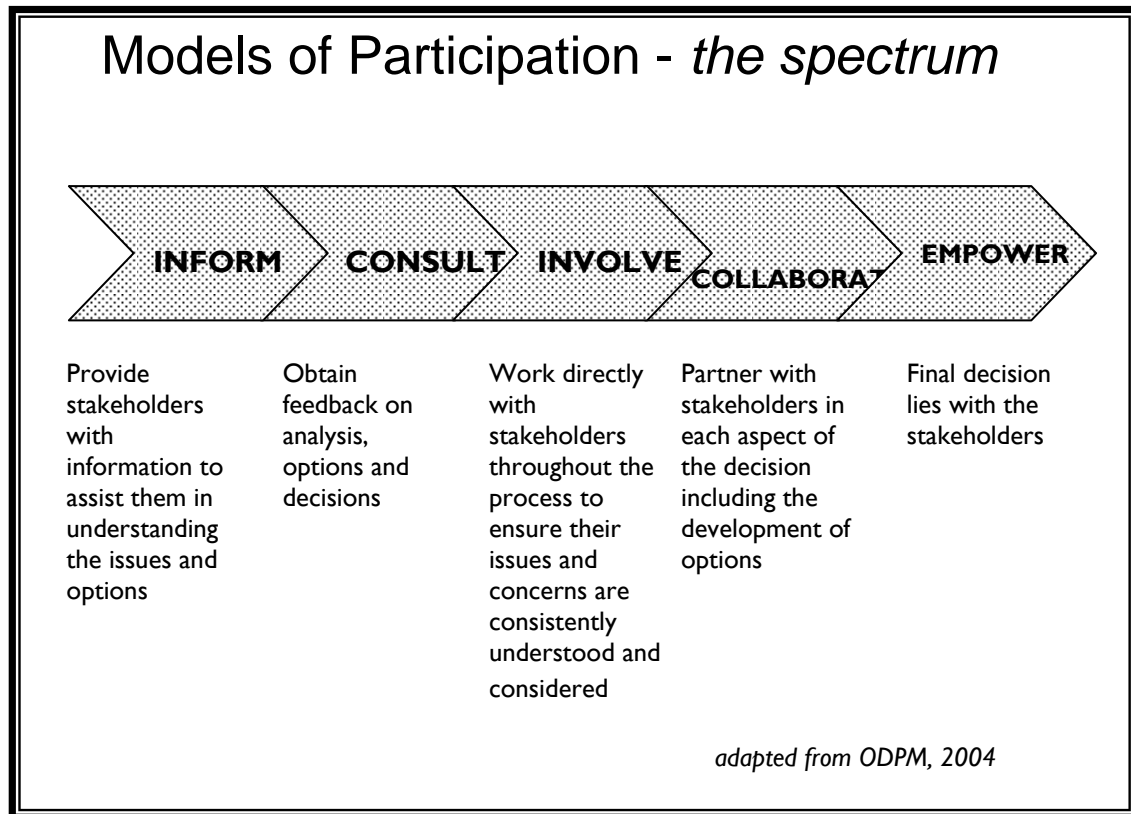 Models of Participation - the spectrum
INFORM
CONSULT
INVOLVE
COLLABORAT
EMPOWER
Provide
stakeholders
with
information to
assist them in
understanding
the issues and
options
Obtain
feedback on
analysis,
options and
decisions
Work directly
with
stakeholders
throughout the
process to
ensure their
issues and
concerns are
consistently
understood and
considered
Partner with
stakeholders in
each aspect of
the decision
including the
development of
options
Final decision
lies with the
stakeholders
adapted from ODPM, 2004